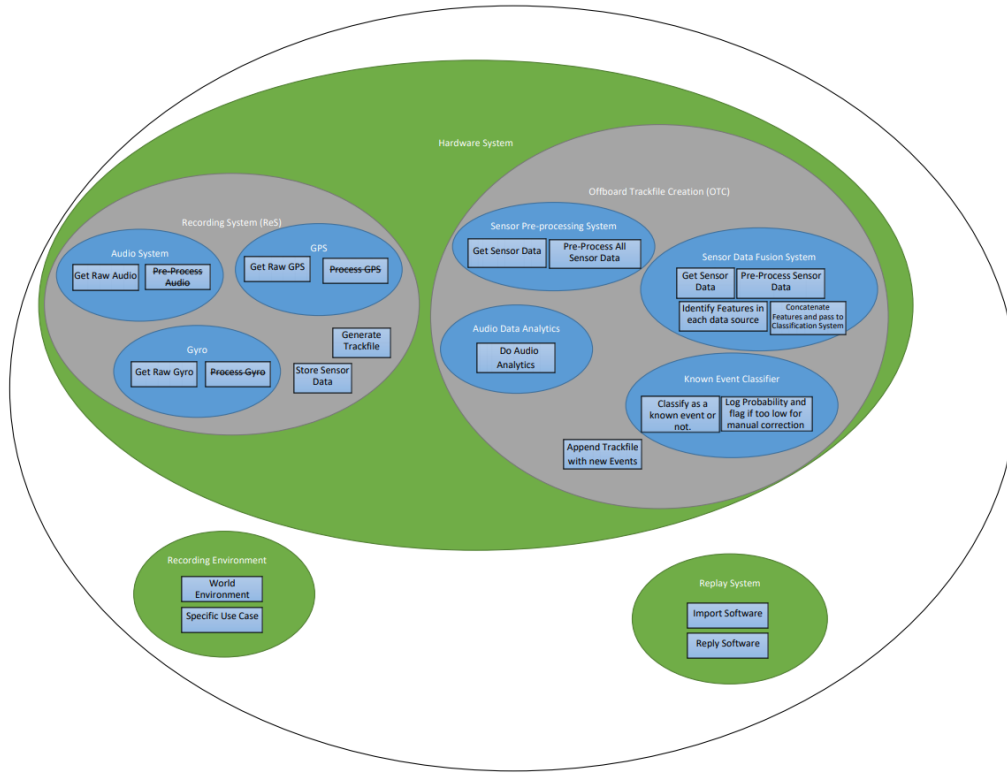 Hardware System
Offboard Trackfile Creation (OTC)
Recording System (ReS)
Audio System
Get Raw Audio
Pre-Process
Audio
GPS
Get Raw GPS
Process GPS
Gyro
Get Raw Gyro
Process Gyro
Generate
Trackfile
Store Sensor
Data
Sensor Pre-processing System
Get Sensor Data
Pre-Process All
Sensor Data
Sensor Data Fusion System
Get Sensor
Data
Pre-Process Sensor
Data
Identify Features in
each data source
Concatenate
Features and pass to
Classification System
Audio Data Analytics
Do Audio
Analytics
Known Event Classifier
Classify as a
known event or
not.
Log Probability and
flag if too low for
manual correction
Append Trackfile
with new Events
Recording Environment
World
Environment
Specific Use Case
Replay System
Import Software
Reply Software